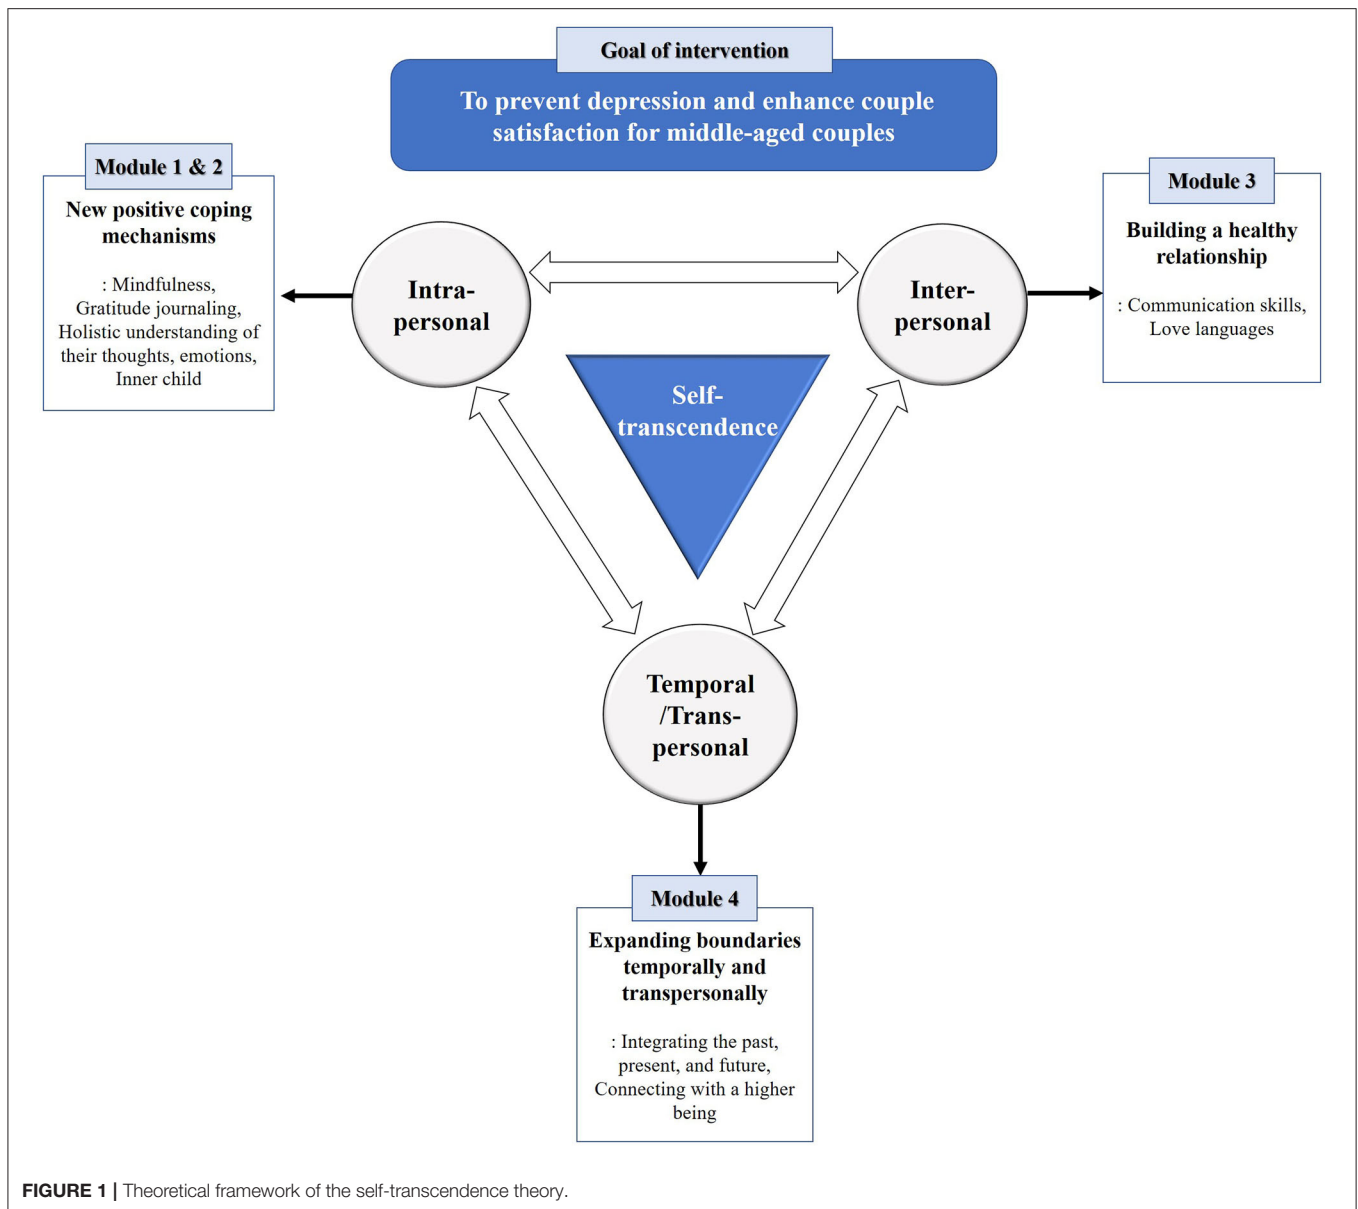 Goal of intervention
To prevent depression and enhance couple
satisfaction for middle-aged couples
Module 1 & 2
New positive coping
mechanisms
: Mindfulness,
Gratitude journaling,
Holistic understanding of
their thoughts, emotions,
Inner child
Intra-
personal
Inter-
personal
Module 3
Building a healthy
relationship
: Communication skills,
Love languages
Self-
transcendence
Temporal
/Trans-
personal
Module 4
Expanding boundaries
temporally and
transpersonally
: Integrating the past,
present, and future,
Connecting with a higher
being
FIGURE 1 | Theoretical framework of the self-transcendence theory.